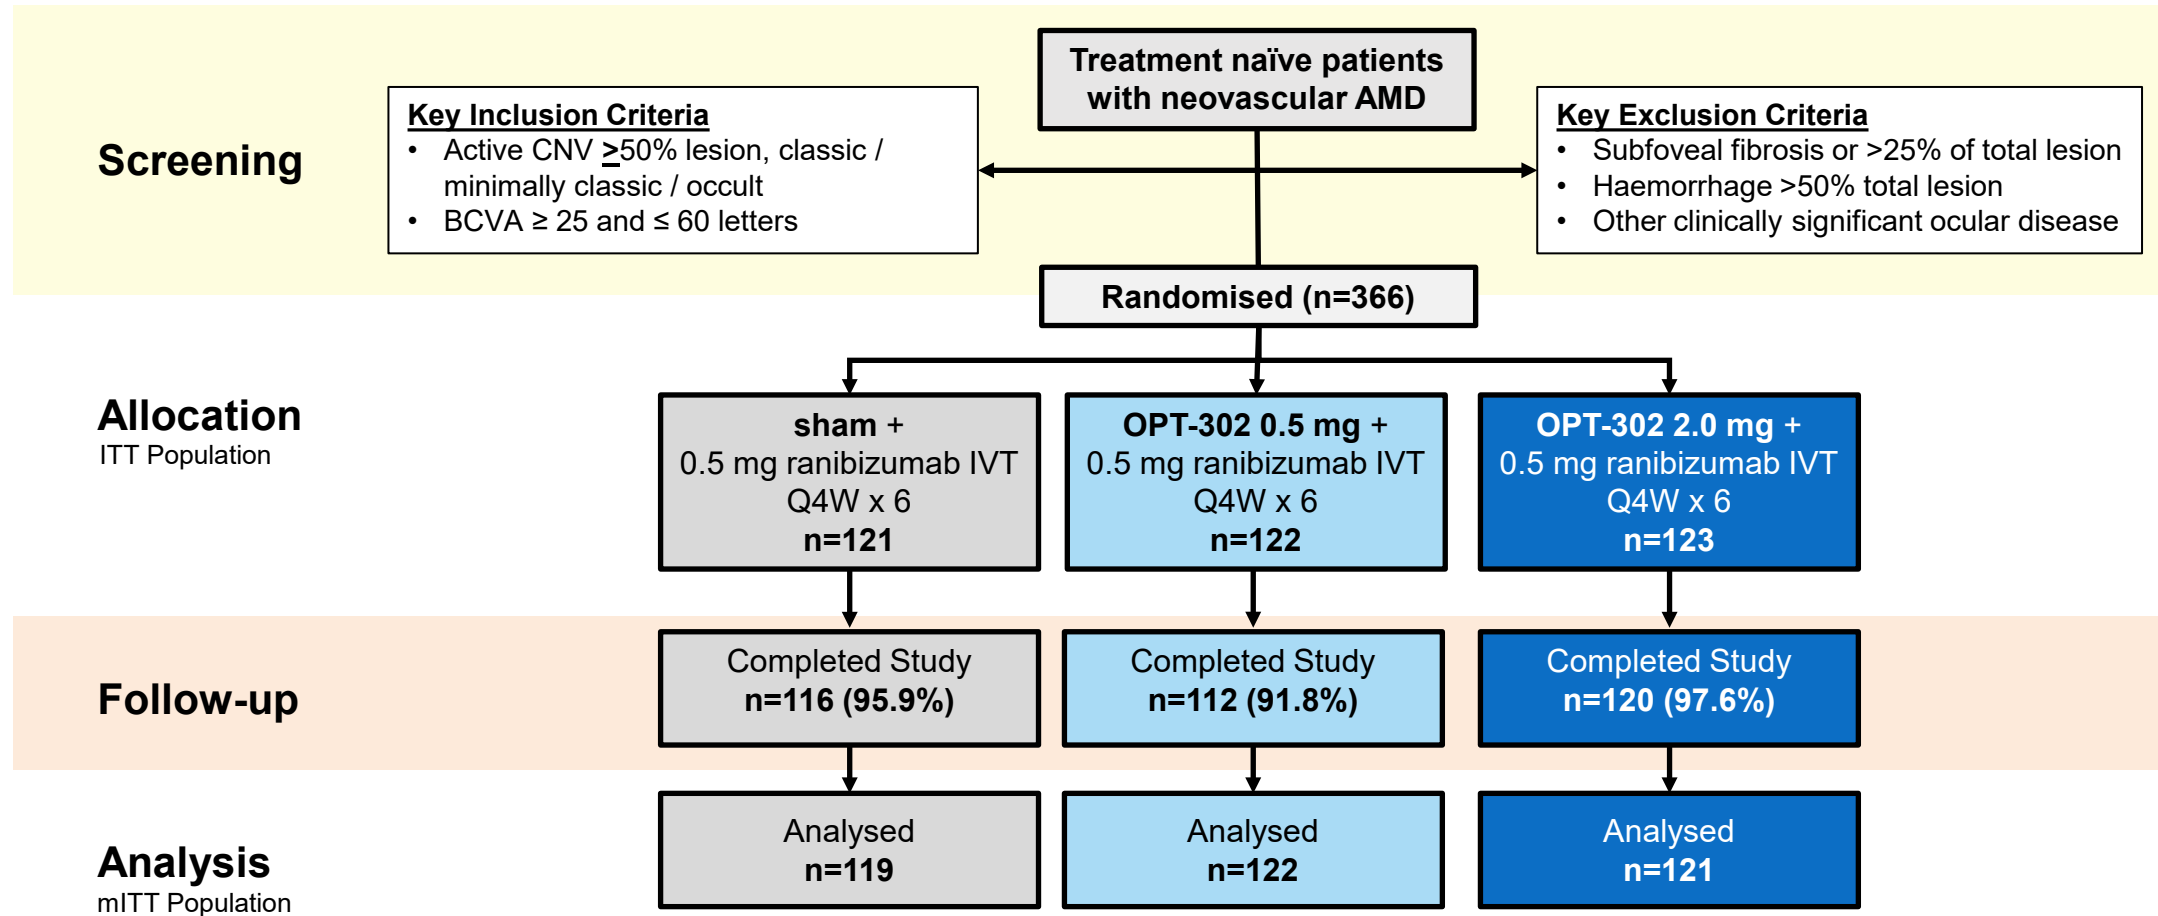 Treatment naïve patients
with neovascular AMD
Screening
Key Inclusion Criteria
• Active CNV ≥50% lesion, classic /
minimally classic / occult
• BCVA ≥ 25 and ≤ 60 letters
Key Exclusion Criteria
• Subfoveal fibrosis or >25% of total lesion
• Haemorrhage >50% total lesion
• Other clinically significant ocular disease
Randomised (n=366)
Allocation
ITT Population
sham +
0.5 mg ranibizumab IVT
Q4W x 6
n=121
OPT-302 0.5 mg +
0.5 mg ranibizumab IVT
Q4W x 6
n=122
OPT-302 2.0 mg +
0.5 mg ranibizumab IVT
Q4W x 6
n=123
Follow-up
Completed Study
n=116 (95.9%)
Completed Study
n=112 (91.8%)
Completed Study
n=120 (97.6%)
Analysis
mITT Population
Analysed
n=119
Analysed
n=122
Analysed
n=121